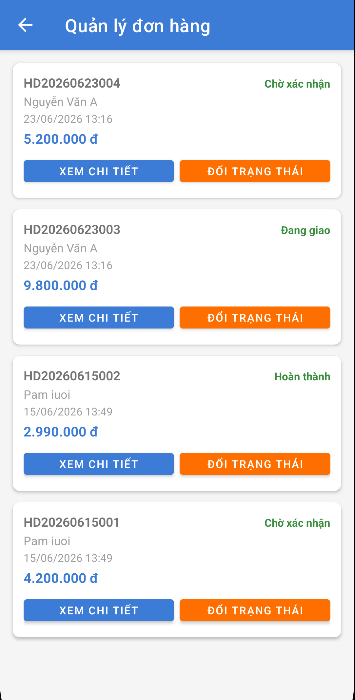 Quản lý đơn hàng
HD20260623004 Chờ xác nhận
Nguyễn Văn A
23/06/2026 13:16
5.200.000 đ
XEM CHI TIẾT ĐỔI TRẠNG THÁI
HD20260623003 Đang giao
Nguyễn Văn A
23/06/2026 13:16
9.800.000 đ
XEM CHI TIẾT ĐỔI TRẠNG THÁI
HD20260615002 Hoàn thành
Pam iuoi
15/06/2026 13:49
2.990.000 đ
XEM CHI TIẾT ĐỔI TRẠNG THÁI
HD20260615001 Chờ xác nhận
Pam iuoi
15/06/2026 13:49
4.200.000 đ
XEM CHI TIẾT ĐỔI TRẠNG THÁI